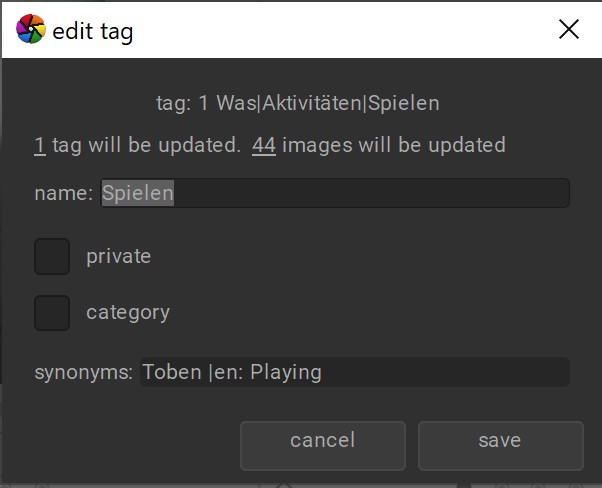 edit tag
tag: 1 Was|Aktivitäten|Spielen
1 tag will be updated. 44 images will be updated
name: Spielen
private
category
synonyms: Toben |en: Playing
cancel save